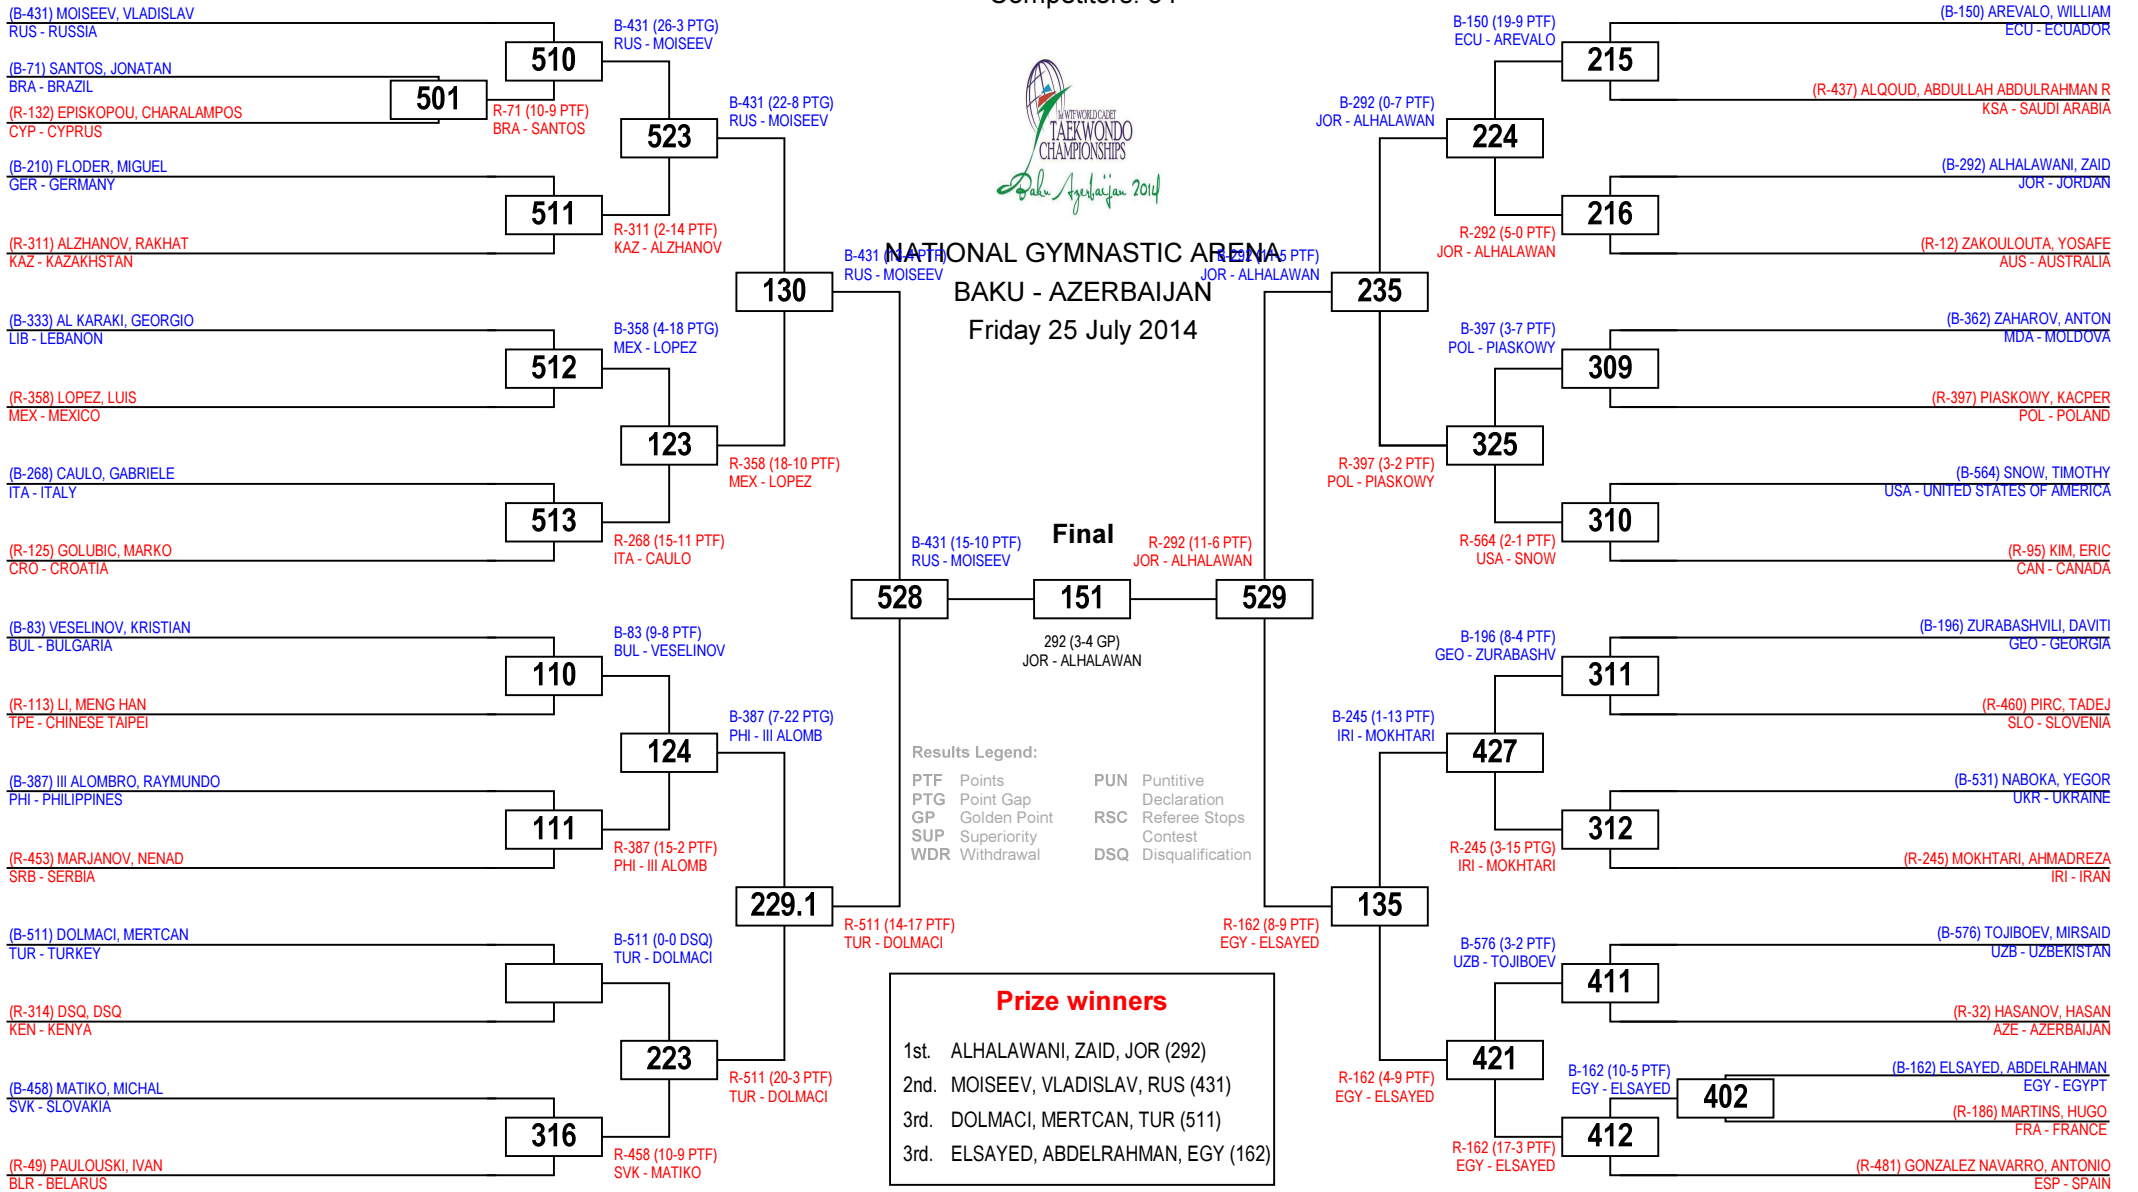 (B-431) MOISEEV, VLADISLAV
RUS - RUSSIA
(B-71) SANTOS, JONATAN
BRA - BRAZIL
(R-132) EPISKOPOU, CHARALAMPOS
CYP - CYPRUS
(B-210) FLODER, MIGUEL
GER - GERMANY
(R-311) ALZHANOV, RAKHAT
KAZ - KAZAKHSTAN
(B-333) AL KARAKI, GEORGIO
LIB - LEBANON
(R-358) LOPEZ, LUIS
MEX - MEXICO
(B-268) CAULO, GABRIELE
ITA - ITALY
(R-125) GOLUBIC, MARKO
CRO - CROATIA
(B-83) VESELINOV, KRISTIAN
BUL - BULGARIA
(R-113) LI, MENG HAN
TPE - CHINESE TAIPEI
(B-387) III ALOMBRO, RAYMUNDO
PHI - PHILIPPINES
(R-453) MARJANOV, NENAD
SRB - SERBIA
(B-511) DOLMACI, MERTCAN
TUR - TURKEY
(R-314) DSQ, DSQ
KEN - KENYA
(B-458) MATIKO, MICHAL
SVK - SLOVAKIA
(R-49) PAULOUSKI, IVAN
BLR - BELARUS
501
R-71 (10-9 PTF)
BRA - SANTOS
510
511
512
513
110
111
316
B-431 (26-3 PTG)
RUS - MOISEEV
R-311 (2-14 PTF)
KAZ - ALZHANOV
B-358 (4-18 PTG)
MEX - LOPEZ
R-268 (15-11 PTF)
ITA - CAULO
B-83 (9-8 PTF)
BUL - VESELINOV
R-387 (15-2 PTF)
PHI - III ALOMB
B-511 (0-0 DSQ)
TUR - DOLMACI
R-458 (10-9 PTF)
SVK - MATIKO
523
123
124
223
B-431 (22-8 PTG)
RUS - MOISEEV
R-358 (18-10 PTF)
MEX - LOPEZ
B-387 (7-22 PTG)
PHI - III ALOMB
R-511 (20-3 PTF)
TUR - DOLMACI
130
229.1
B-431 PTF)
RUS - MOISEEV
R-511 (14-17 PTF)
TUR - DOLMACI
528
B-431 (15-10 PTF)
RUS - MOISEEV
1st WTF WORLD CADET
TAEKWONDO
CHAMPIONSHIPS
Baku Azerbaijan 2014
NATIONAL GYMNASTIC ARENA
BAKU - AZERBAIJAN
Friday 25 July 2014
Final
151
292 (3-4 GP)
JOR - ALHALAWAN
Results Legend:
PTF Points
PTG Point Gap
GP Golden Point
SUP Superiority
WDR Withdrawal
PUN Puntitive
Declaration
RSC Referee Stops
Contest
DSQ Disqualification
Prize winners
1st. ALHALAWANI, ZAID, JOR (292)
2nd. MOISEEV, VLADISLAV, RUS (431)
3rd. DOLMACI, MERTCAN, TUR (511)
3rd. ELSAYED, ABDELRAHMAN, EGY (162)
R-292 (11-6 PTF)
JOR - ALHALAWAN
529
B-292 PTF)
JOR - ALHALAWAN
R-162 (8-9 PTF)
EGY - ELSAYED
235
135
B-292 (0-7 PTF)
JOR - ALHALAWAN
R-397 (3-2 PTF)
POL - PIASKOWY
B-245 (1-13 PTF)
IRI - MOKHTARI
R-162 (4-9 PTF)
EGY - ELSAYED
224
325
427
421
B-150 (19-9 PTF)
ECU - AREVALO
R-292 (5-0 PTF)
JOR - ALHALAWAN
B-397 (3-7 PTF)
POL - PIASKOWY
R-564 (2-1 PTF)
USA - SNOW
B-196 (8-4 PTF)
GEO - ZURABASHV
R-245 (3-15 PTG)
IRI - MOKHTARI
B-576 (3-2 PTF)
UZB - TOJIBOEV
R-162 (17-3 PTF)
EGY - ELSAYED
215
216
309
310
311
312
411
412
B-162 (10-5 PTF)
EGY - ELSAYED
402
(B-150) AREVALO, WILLIAM
ECU - ECUADOR
(R-437) ALQOUD, ABDULLAH ABDULRAHMAN R
KSA - SAUDI ARABIA
(B-292) ALHALAWANI, ZAID
JOR - JORDAN
(R-12) ZAKOULOUTA, YOSAFE
AUS - AUSTRALIA
(B-362) ZAHAROV, ANTON
MDA - MOLDOVA
(R-397) PIASKOWY, KACPER
POL - POLAND
(B-564) SNOW, TIMOTHY
USA - UNITED STATES OF AMERICA
(R-95) KIM, ERIC
CAN - CANADA
(B-196) ZURABASHVILI, DAVITI
GEO - GEORGIA
(R-460) PIRC, TADEJ
SLO - SLOVENIA
(B-531) NABOKA, YEGOR
UKR - UKRAINE
(R-245) MOKHTARI, AHMADREZA
IRI - IRAN
(B-576) TOJIBOEV, MIRSAID
UZB - UZBEKISTAN
(R-32) HASANOV, HASAN
AZE - AZERBAIJAN
(B-162) ELSAYED, ABDELRAHMAN
EGY - EGYPT
(R-186) MARTINS, HUGO
FRA - FRANCE
(R-481) GONZALEZ NAVARRO, ANTONIO
ESP - SPAIN